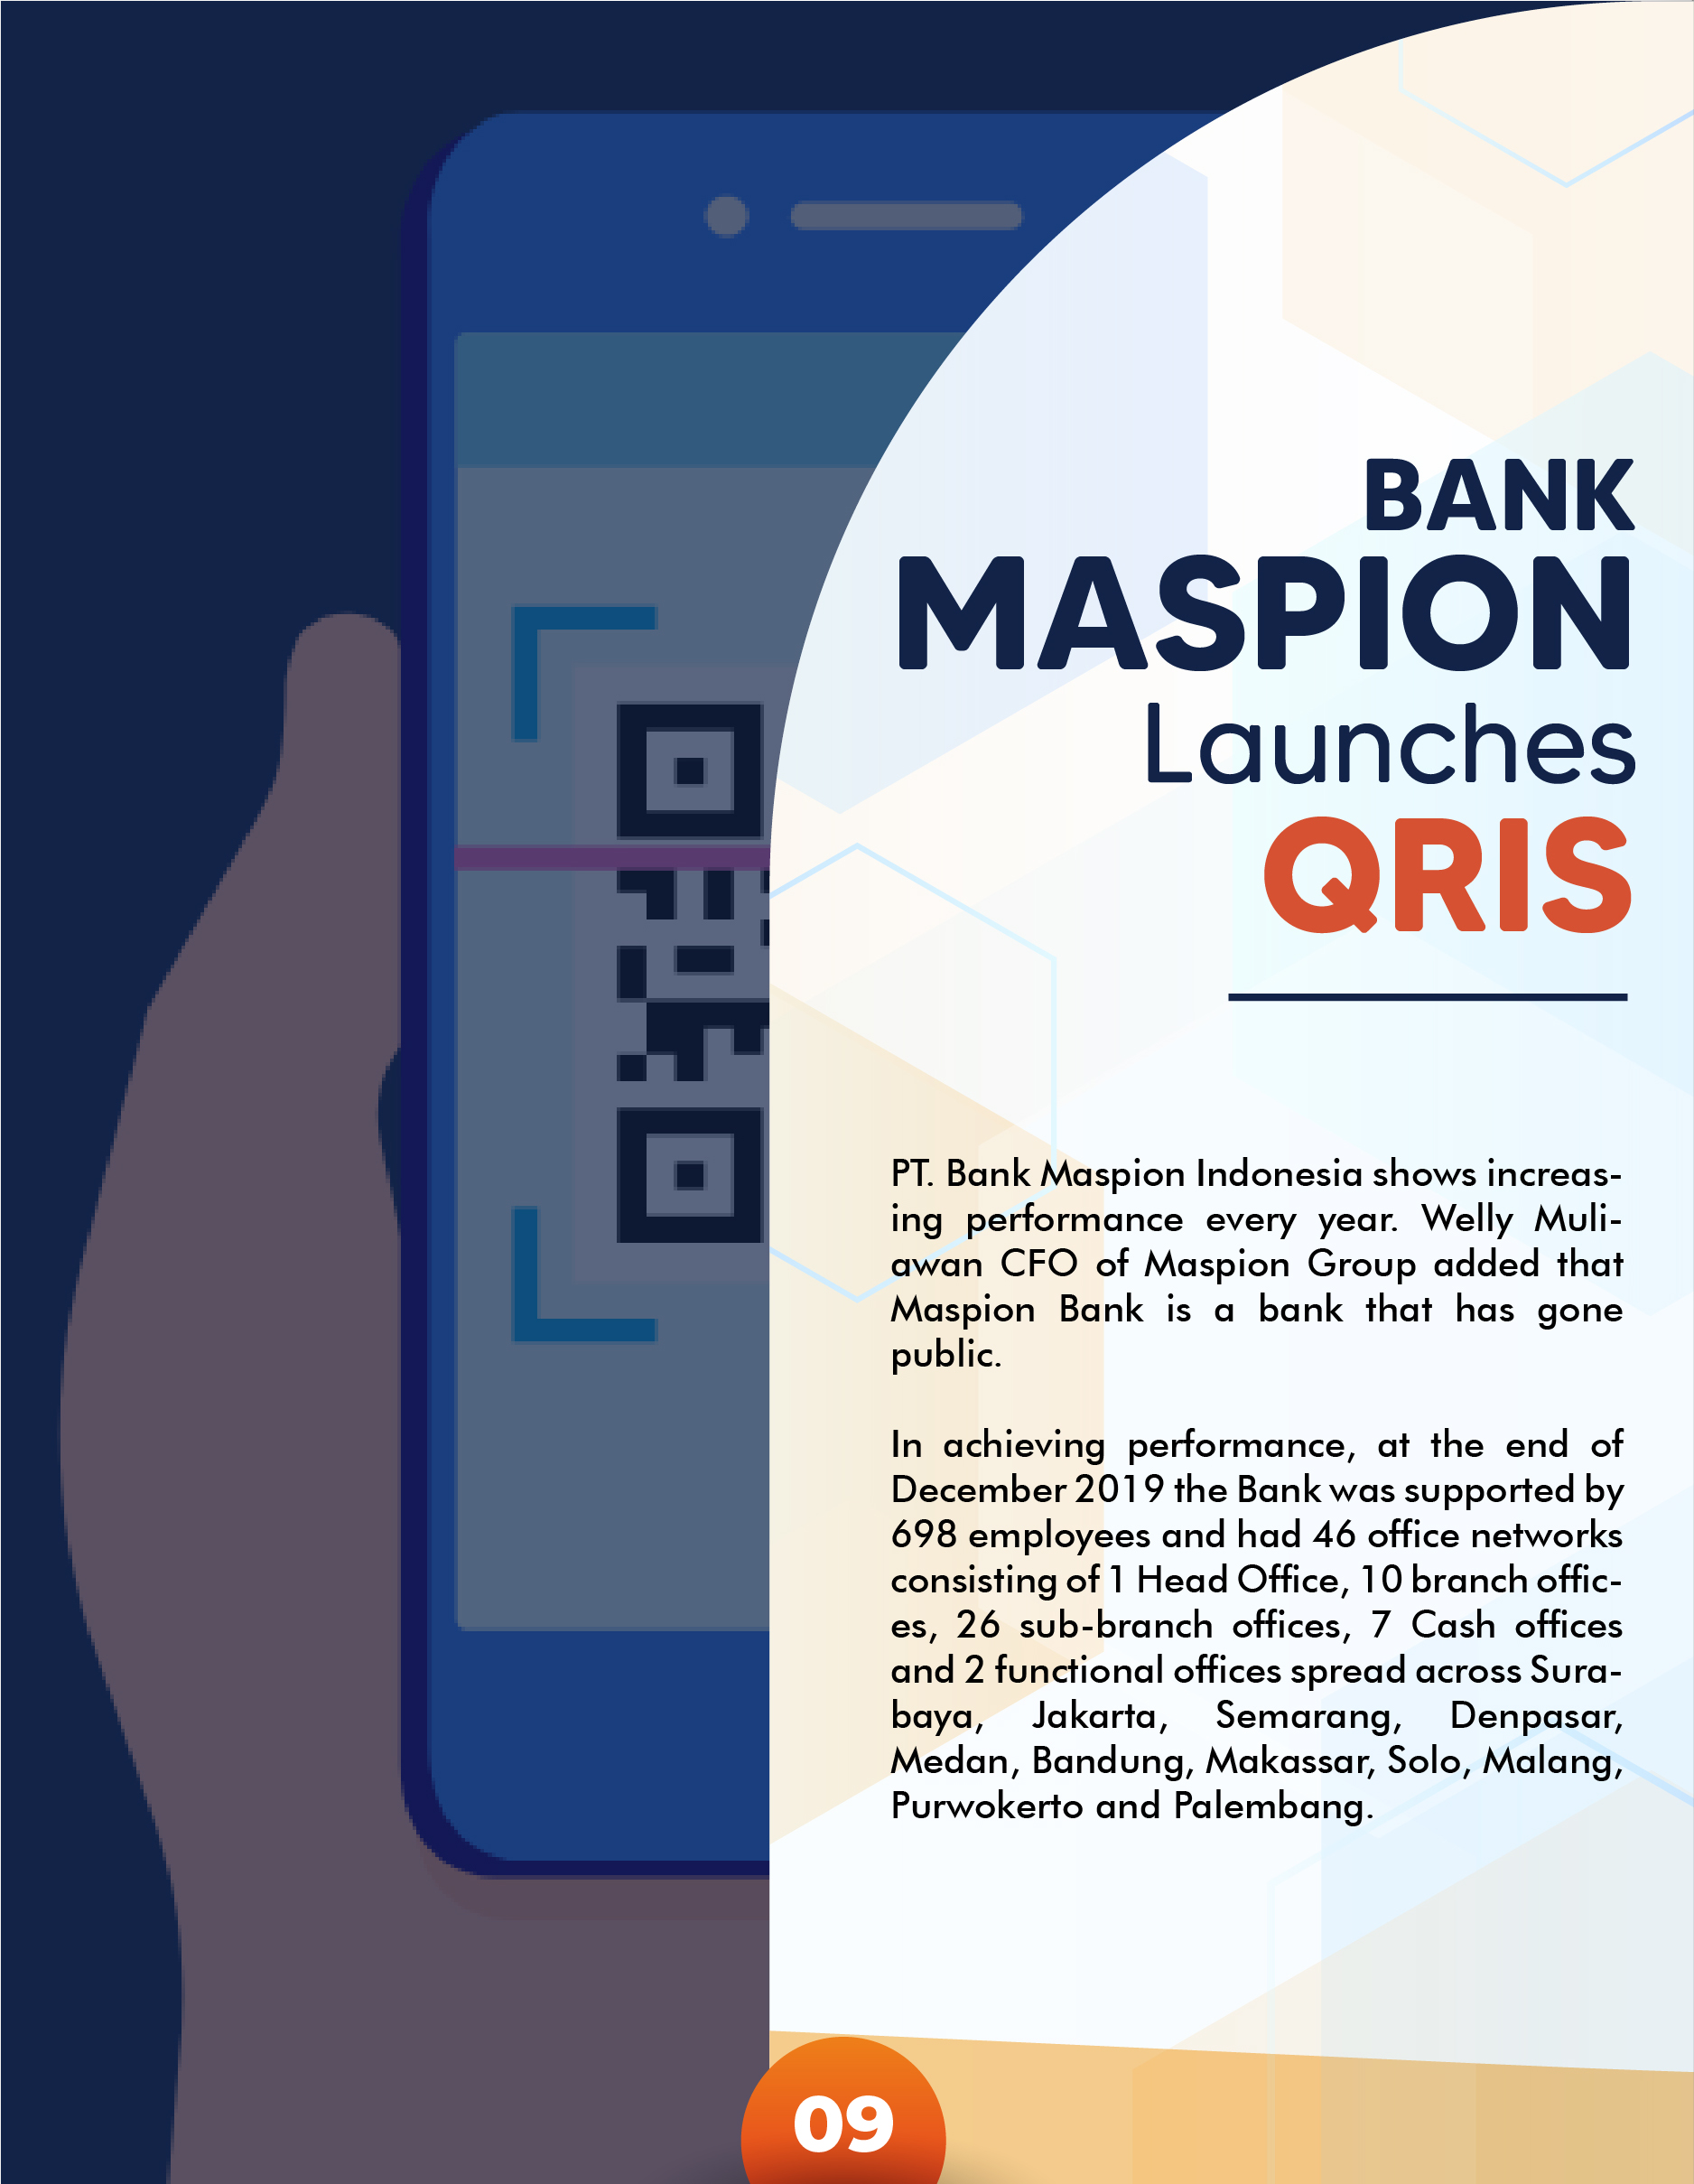 BANK
MASPION
Launches
QRIS
PT. Bank Maspion Indonesia shows increas-
ing performance every year. Welly Muli-
awan CFO of Maspion Group added that
Maspion Bank is a bank that has gone
public.
In achieving performance, at the end of
December 2019 the Bank was supported by
698 employees and had 46 office networks
consisting of 1 Head Office, 10 branch offic-
es, 26 sub-branch offices, 7 Cash offices
and 2 functional offices spread across Sura-
baya, Jakarta, Semarang, Denpasar,
Medan, Bandung, Makassar, Solo, Malang,
Purwokerto and Palembang.
09